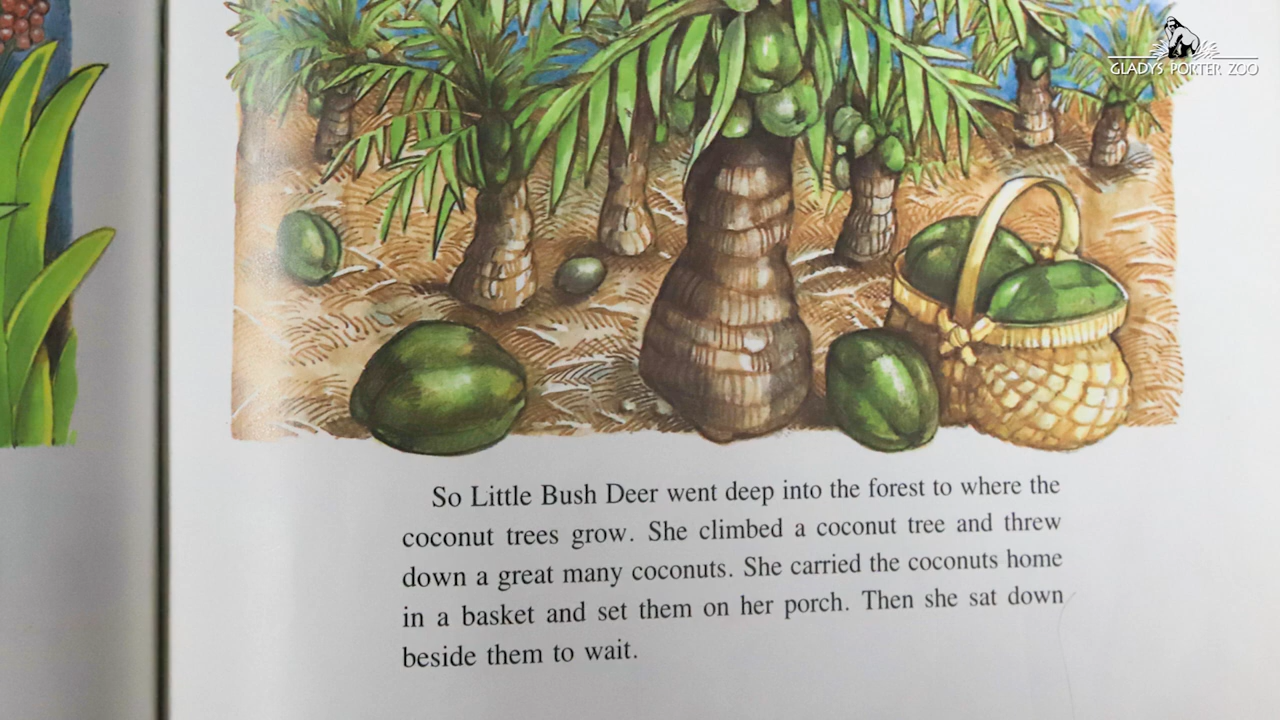 GLADYS PORTER ZOO
So Little Bush Deer went deep into the forest to where the
coconut trees grow. She climbed a coconut tree and threw
down a great many coconuts. She carried the coconuts home
in a basket and set them on her porch. Then she sat down
beside them to wait.